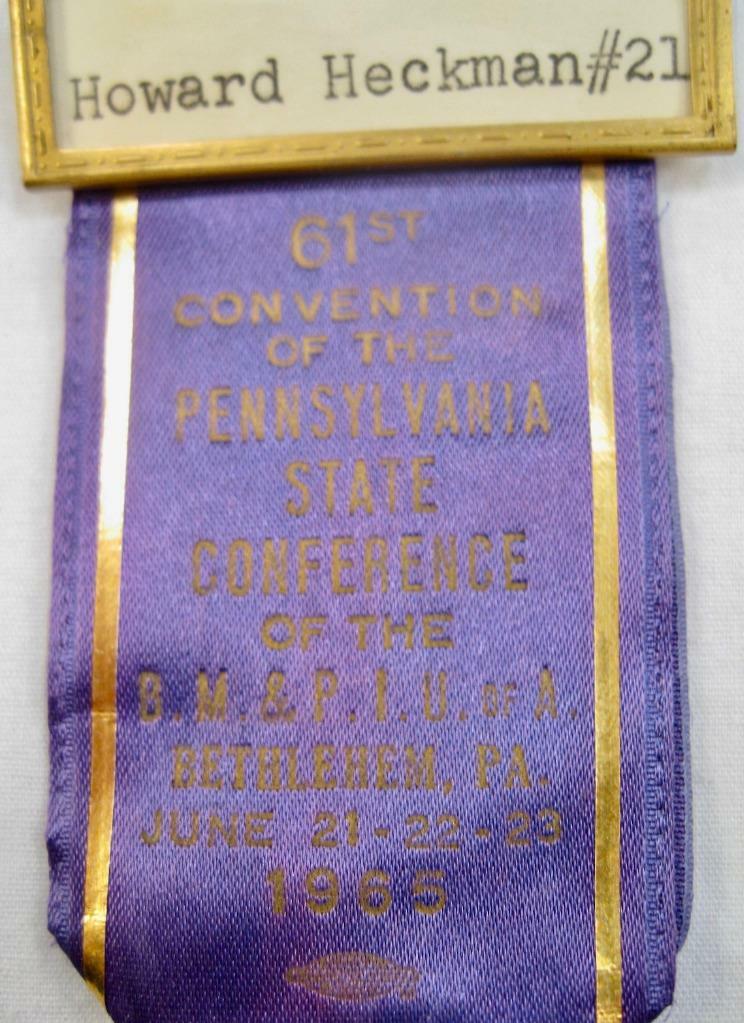 Howard Heckman#21
61ST
CONVENTION
OF THE
PENNSYLVANIA
STATE
CONFERENCE
OF THE
B.M.&P.I.U. OF A.
BETHLEHEM, PA.
JUNE 21-22-23
1965